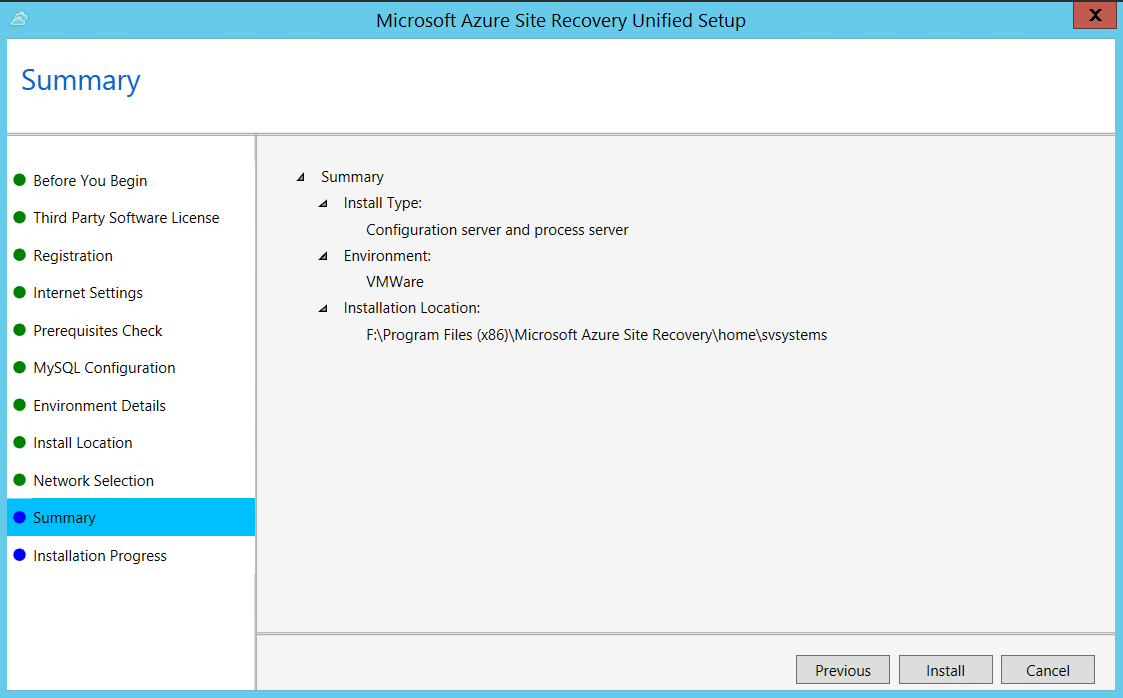 Microsoft Azure Site Recovery Unified Setup
X
Summary
Before You Begin
Third Party Software License
Registration
Internet Settings
Prerequisites Check
MySQL Configuration
Environment Details
Install Location
Network Selection
Summary
Installation Progress
Summary
Install Type:
Configuration server and process server
Environment:
VMWare
Installation Location:
F:\Program Files (x86)\Microsoft Azure Site Recovery\home\svsystems
Previous
Install
Cancel